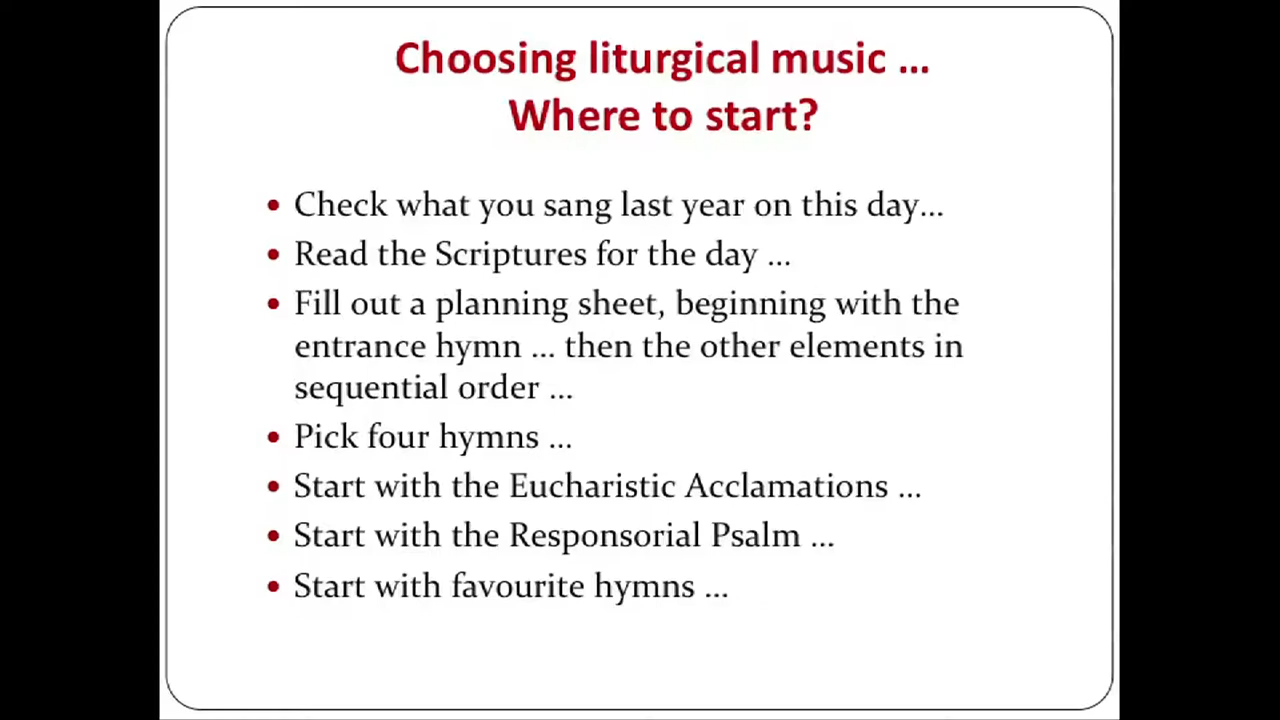 Choosing liturgical music ...
Where to start?
• Check what you sang last year on this day...
• Read the Scriptures for the day ...
• Fill out a planning sheet, beginning with the
entrance hymn ... then the other elements in
sequential order ...
• Pick four hymns ...
• Start with the Eucharistic Acclamations ...
• Start with the Responsorial Psalm ...
• Start with favourite hymns ...